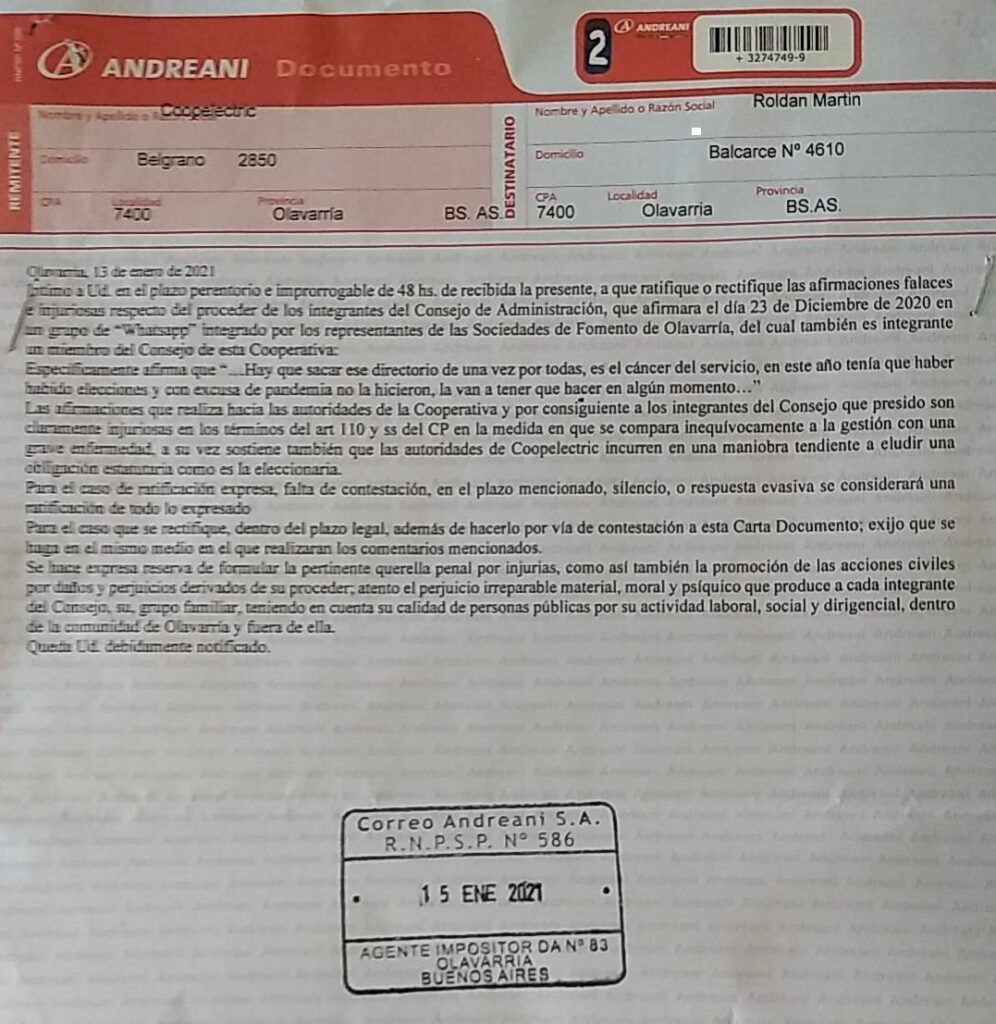 ANDREANI Documento
2 ANDREANI
+ 3274749-9
REMITENTE
Nombre y Apellido o R
Coopelectric
Domicilio
Belgrano 2850
CPA
Localidad
Provincia
7400
Olavarría
BS. AS.
DESTINATARIO
Nombre y Apellido o Razón Social
Roldan Martin
Domicilio
Balcarce Nº 4610
CPA
Localidad
Provincia
7400
Olavarria
BS.AS.
Olavarría, 13 de enero de 2021
Intimo a Ud. en el plazo perentorio e improrrogable de 48 hs. de recibida la presente, a que ratifique o rectifique las afirmaciones falaces
e injuriosas respecto del proceder de los integrantes del Consejo de Administración, que afirmara el día 23 de Diciembre de 2020 en
un grupo de “Whatsapp” integrado por los representantes de las Sociedades de Fomento de Olavarría, del cual también es integrante
un miembro del Consejo de esta Cooperativa:
Específicamente afirma que “...Hay que sacar ese directorio de una vez por todas, es el cáncer del servicio, en este año tenía que haber
habido elecciones y con excusa de pandemia no la hicieron, la van a tener que hacer en algún momento…”
Las afirmaciones que realiza hacia las autoridades de la Cooperativa y por consiguiente a los integrantes del Consejo que presido son
claramente injuriosas en los términos del art 110 y ss del CP en la medida en que se compara inequívocamente a la gestión con una
grave enfermedad, a su vez sostiene también que las autoridades de Coopelectric incurren en una maniobra tendiente a eludir una
obligación estatutaria como es la eleccionaria.
Para el caso de ratificación expresa, falta de contestación, en el plazo mencionado, silencio, o respuesta evasiva se considerará una
ratificación de todo lo expresado
Para el caso que se rectifique, dentro del plazo legal, además de hacerlo por vía de contestación a esta Carta Documento; exijo que se
haga en el mismo medio en el que realizaran los comentarios mencionados.
Se hace expresa reserva de formular la pertinente querella penal por injurias, como así también la promoción de las acciones civiles
por daños y perjuicios derivados de su proceder, atento el perjuicio irreparable material, moral y psíquico que produce a cada integrante
del Consejo, su, grupo familiar, teniendo en cuenta su calidad de personas públicas por su actividad laboral, social y dirigencial, dentro
de la comunidad de Olavarría y fuera de ella.
Queda Ud. debidamente notificado.
Correo Andreani S.A.
R.N.P.S.P. Nº 586
15 ENE 2021
AGENTE IMPOSITOR DA Nº 83
OLAVARRIA
BUENOS AIRES